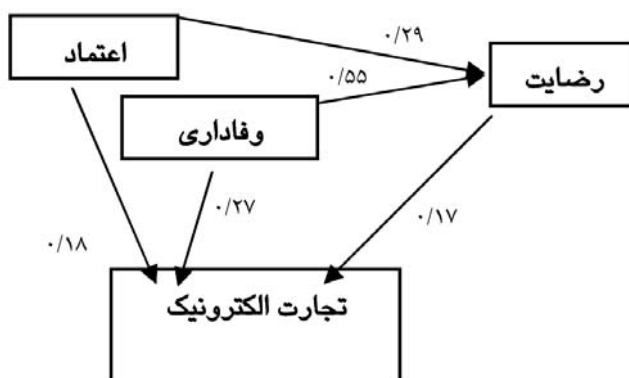 اعتماد
۰/۲۹
رضایت
۰/۵۵
وفاداری
۰/۱۸
۰/۲۷
۰/۱۷
تجارت الکترونیک